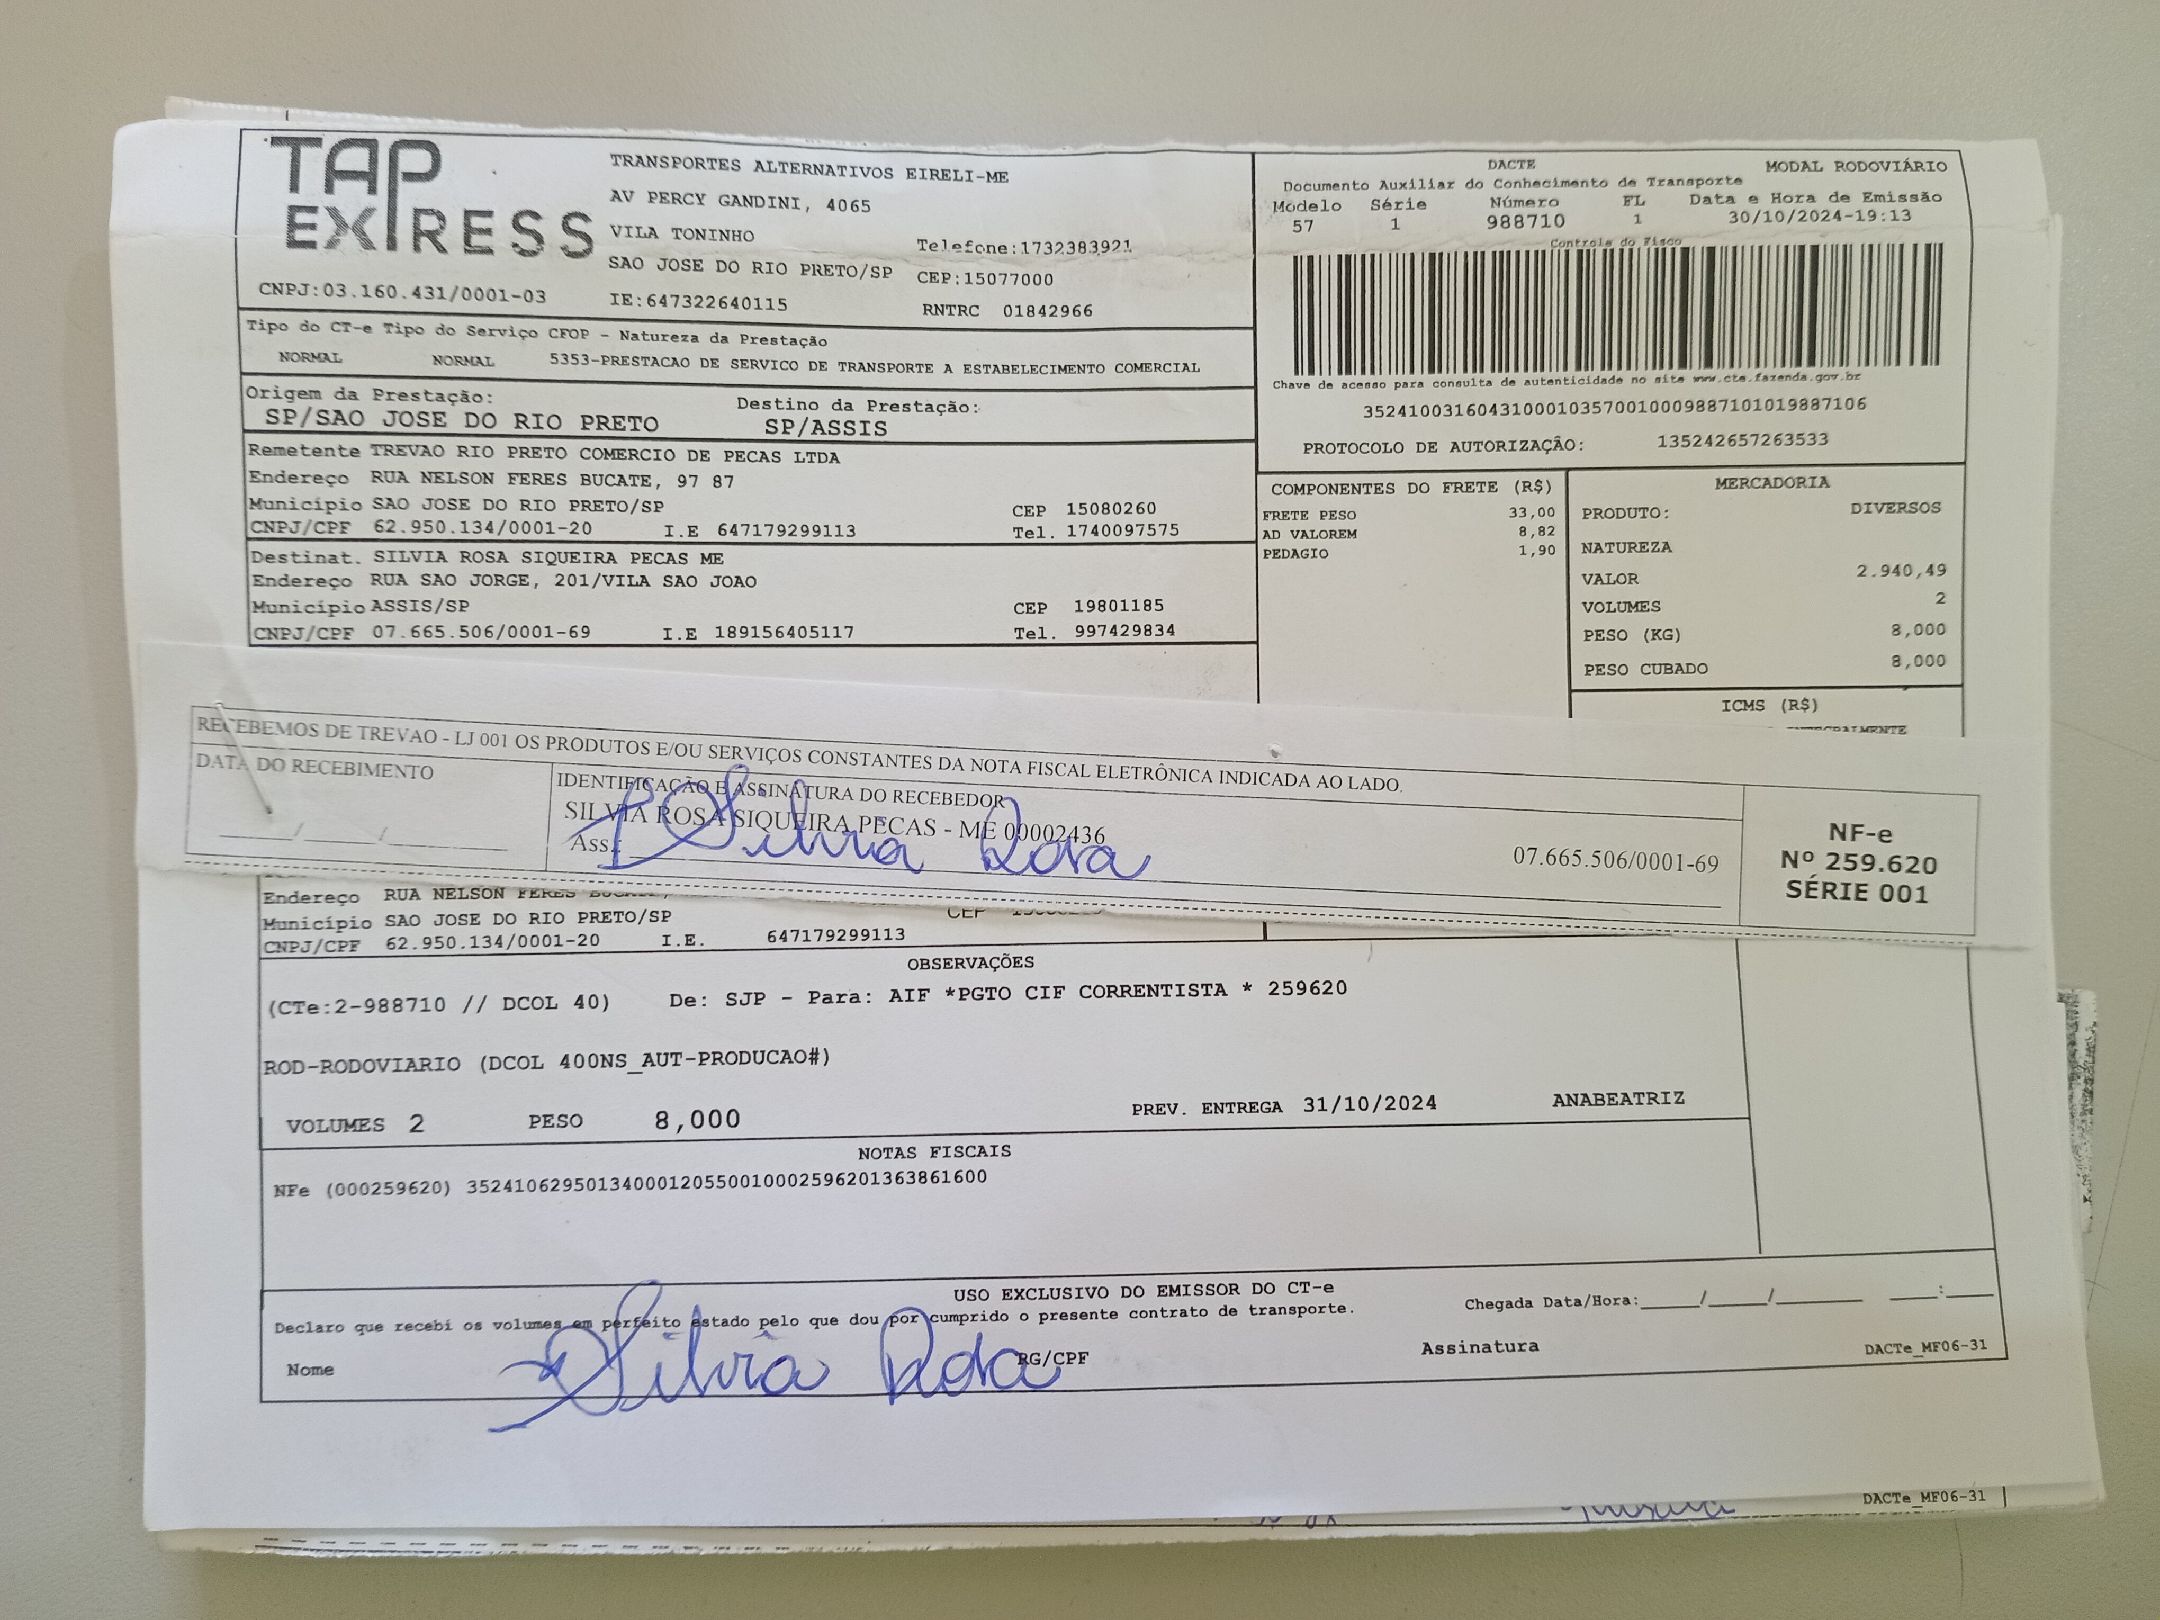 TAP EXPRESS
CNPJ:03.160.431/0001-03
TRANSPORTES ALTERNATIVOS EIRELI-ME
AV PERCY GANDINI, 4065
VILA TONINHO
Telefone:1732383921
SAO JOSE DO RIO PRETO/SP CEP:15077000
IE:647322640115 RNTRC 01842966
DACTE MODAL RODOVIÁRIO
Documento Auxiliar do Conhecimento de Transporte
Modelo Série Número FL Data e Hora de Emissão
57 1 988710 1 30/10/2024-19:13
Controle do Fisco
Chave de acesso para consulta de autenticidade no site www.cte.fazenda.gov.br
35241003160431000103570010009887101019887106
PROTOCOLO DE AUTORIZAÇÃO: 135242657263533
Tipo do CT-e Tipo do Serviço CFOP - Natureza da Prestação
NORMAL NORMAL 5353-PRESTACAO DE SERVICO DE TRANSPORTE A ESTABELECIMENTO COMERCIAL
Origem da Prestação: Destino da Prestação:
SP/SAO JOSE DO RIO PRETO SP/ASSIS
Remetente TREVAO RIO PRETO COMERCIO DE PECAS LTDA
Endereço RUA NELSON FERES BUCATE, 97 87
Município SAO JOSE DO RIO PRETO/SP CEP 15080260
CNPJ/CPF 62.950.134/0001-20 I.E 647179299113 Tel. 1740097575
Destinat. SILVIA ROSA SIQUEIRA PECAS ME
Endereço RUA SAO JORGE, 201/VILA SAO JOAO
Município ASSIS/SP CEP 19801185
CNPJ/CPF 07.665.506/0001-69 I.E 189156405117 Tel. 997429834
COMPONENTES DO FRETE (R$)
FRETE PESO 33,00
AD VALOREM 8,82
PEDAGIO 1,90
MERCADORIA
PRODUTO: DIVERSOS
NATUREZA
VALOR 2.940,49
VOLUMES 2
PESO (KG) 8,000
PESO CUBADO 8,000
ICMS (R$)
RECEBEMOS DE TREVAO - LJ 001 OS PRODUTOS E/OU SERVIÇOS CONSTANTES DA NOTA FISCAL ELETRÔNICA INDICADA AO LADO.
DATA DO RECEBIMENTO
____/____/____
IDENTIFICAÇÃO E ASSINATURA DO RECEBEDOR
SILVIA ROSA SIQUEIRA PECAS - ME 00002436
Ass.: Silvia Rosa
07.665.506/0001-69
NF-e
Nº 259.620
SÉRIE 001
Endereço RUA NELSON FERES
Município SAO JOSE DO RIO PRETO/SP CEP
CNPJ/CPF 62.950.134/0001-20 I.E. 647179299113
OBSERVAÇÕES
(CTe:2-988710 // DCOL 40) De: SJP - Para: AIF *PGTO CIF CORRENTISTA * 259620
ROD-RODOVIARIO (DCOL 400NS_AUT-PRODUCAO#)
VOLUMES 2 PESO 8,000 PREV. ENTREGA 31/10/2024 ANABEATRIZ
NOTAS FISCAIS
NFe (000259620) 35241062950134000120550010002596201363861600
USO EXCLUSIVO DO EMISSOR DO CT-e
Declaro que recebi os volumes em perfeito estado pelo que dou por cumprido o presente contrato de transporte.
Chegada Data/Hora:____/____/____ ____:____
Nome Silvia Rosa RG/CPF Assinatura DACTe_MF06-31
DACTe_MF06-31